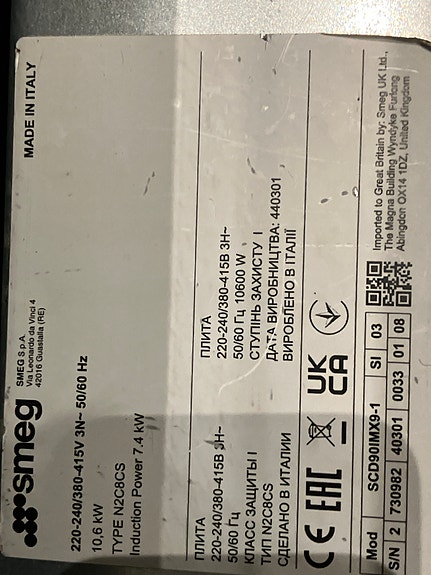 smeg
SMEG S.p.A.
Via Leonardo da Vinci 4
42016 Guastalla (RE)
MADE IN ITALY
220-240/380-415V 3N~ 50/60 Hz
10,6 kW
TYPE N2C8CS
Induction Power 7.4 kW
ПЛИТА
220-240/380-415В 3H~
50/60 Гц
КЛАСС ЗАЩИТЫ I
ТИП N2C8CS
СДЕЛАНО В ИТАЛИИ
ПЛИТА
220-240/380-415В 3H~
50/60 Гц 10600 W
СТУПІНЬ ЗАХИСТУ I
ДАТА ВИРОБНИЦТВА: 440301
ВИРОБЛЕНО В ІТАЛІЇ
CE EAC UKCA
Mod SCD90IMX9-1 SI 03
S/N 2 730982 40301 0033 01 08
Imported to Great Britain by: Smeg UK Ltd.,
The Magna Building Wyndyke Furlong
Abingdon OX14 1DZ, United Kingdom